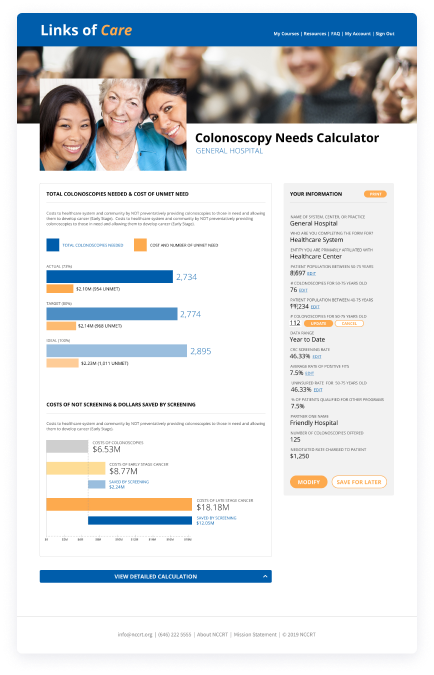 Links of Care
My Courses | Resources | FAQ | My Account | Sign Out
Colonoscopy Needs Calculator
GENERAL HOSPITAL
TOTAL COLONOSCOPIES NEEDED & COST OF UNMET NEED
Costs to healthcare system and community by NOT preventatively providing colonoscopies to those in need and allowing
them to develop cancer (Early Stage). Costs to healthcare system and community by NOT preventatively providing
colonoscopies to those in need and allowing them to develop cancer (Early Stage).
TOTAL COLONOSCOPIES NEEDED
COST AND NUMBER OF UNMET NEED
ACTUAL (79%)
2,734
$2.10M (954 UNMET)
TARGET (80%)
2,774
$2.14M (968 UNMET)
IDEAL (100%)
2,895
$2.23M (1,011 UNMET)
COSTS OF NOT SCREENING & DOLLARS SAVED BY SCREENING
Costs to healthcare system and community by NOT preventatively providing colonoscopies to those in need and allowing
them to develop cancer (Early Stage).
COSTS OF COLONOSCOPIES
$6.53M
COSTS OF EARLY STAGE CANCER
$8.77M
SAVED BY SCREENING
$2.24M
COSTS OF LATE STAGE CANCER
$18.18M
SAVED BY SCREENING
VIEW DETAILED CALCULATION
YOUR INFORMATION
PRINT
NAME OF SYSTEM, CENTER, OR PRACTICE
General Hospital
WHO ARE YOU COMPLETING THE FORM FOR?
Healthcare System
ENTITY YOU ARE PRIMARILY AFFILIATED WITH
Healthcare Center
PATIENT POPULATION BETWEEN 50-75 YEARS
8,697 EDIT
# COLONOSCOPIES FOR 50-75 YEARS OLD
76 EDIT
PATIENT POPULATION BETWEEN 40-75 YEARS
EDIT
# COLONOSCOPIES FOR 50-75 YEARS OLD
112 UPDATE CANCEL
DATA RANGE
Year to Date
CRC SCREENING RATE
46.33% EDIT
AVERAGE RATE OF POSITIVE FITS
7.5% EDIT
UNINSURED RATE FOR 50-75 YEARS OLD
46.33% EDIT
% OF PATIENTS QUALIFIED FOR OTHER PROGRAMS
7.5%
PARTNER LINK NAME
Friendly Hospital
NUMBER OF COLONOSCOPIES OFFERED
125
NEGOTIATED RATE CHARGED TO PATIENT
$1,250
MODIFY SAVE FOR LATER
info@nccrt.org | (646) 222 5555 | About NCCRT | Mission Statement | © 2019 NCCRT